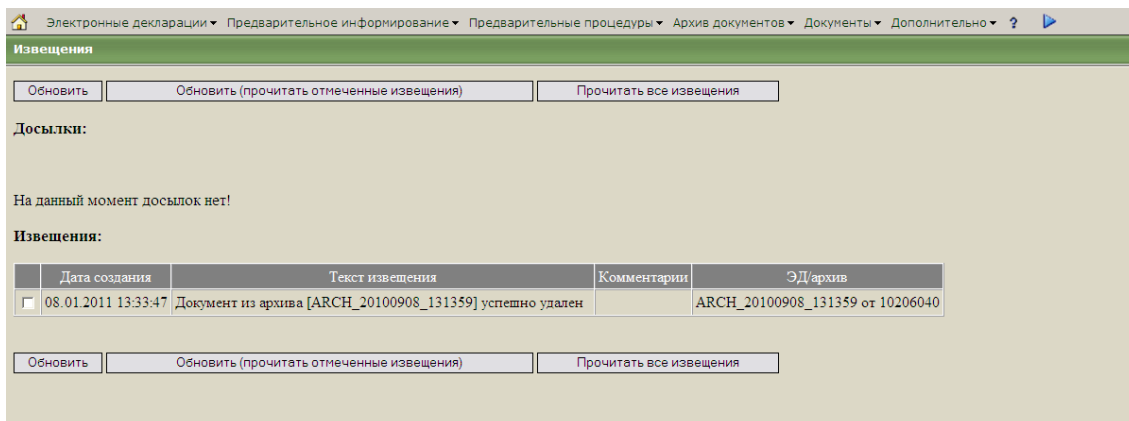 Электронные декларации Предварительное информирование Предварительные процедуры Архив документов Документы Дополнительно ?
Извещения
Обновить Обновить (прочитать отмеченные извещения) Прочитать все извещения
Досылки:
На данный момент досылок нет!
Извещения:
Дата создания Текст извещения Комментарии ЭД/архив
08.01.2011 13:33:47 Документ из архива [ARCH_20100908_131359] успешно удален ARCH_20100908_131359 от 10206040
Обновить Обновить (прочитать отмеченные извещения) Прочитать все извещения